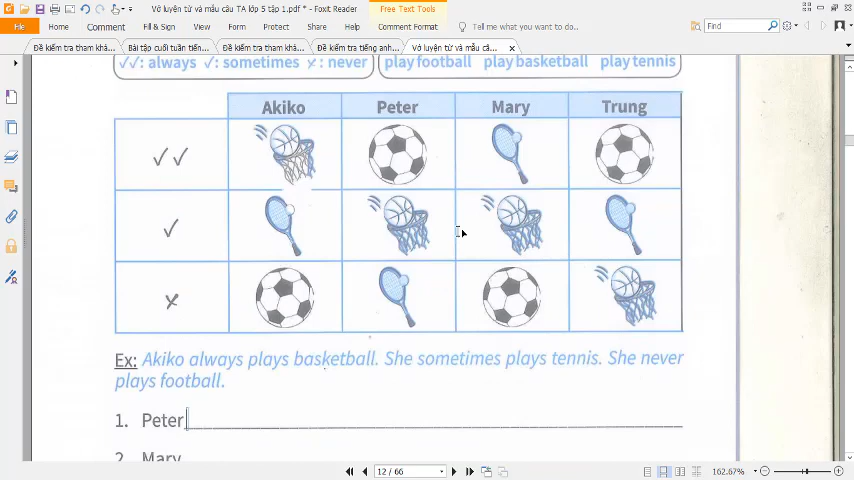 Vở luyện từ và mẫu câu TA lớp 5 tập 1.pdf * - Foxit Reader
Free Text Tools
File
Home
Comment
Fill & Sign
View
Form
Protect
Share
Help
Comment Format
Tell me what you want to do...
Find
Đề kiểm tra tham khả...
Bài tập cuối tuần tiến...
Đề kiểm tra tham khả...
Đề kiểm tra tiếng anh...
Vở luyện từ và mẫu câ...
✓✓: always ✓: sometimes ✗: never
play football play basketball play tennis
Akiko Peter Mary Trung
✓✓
✓
✗
Ex: Akiko always plays basketball. She sometimes plays tennis. She never
plays football.
1. Peter
2. Mary
12 / 66
162.67%